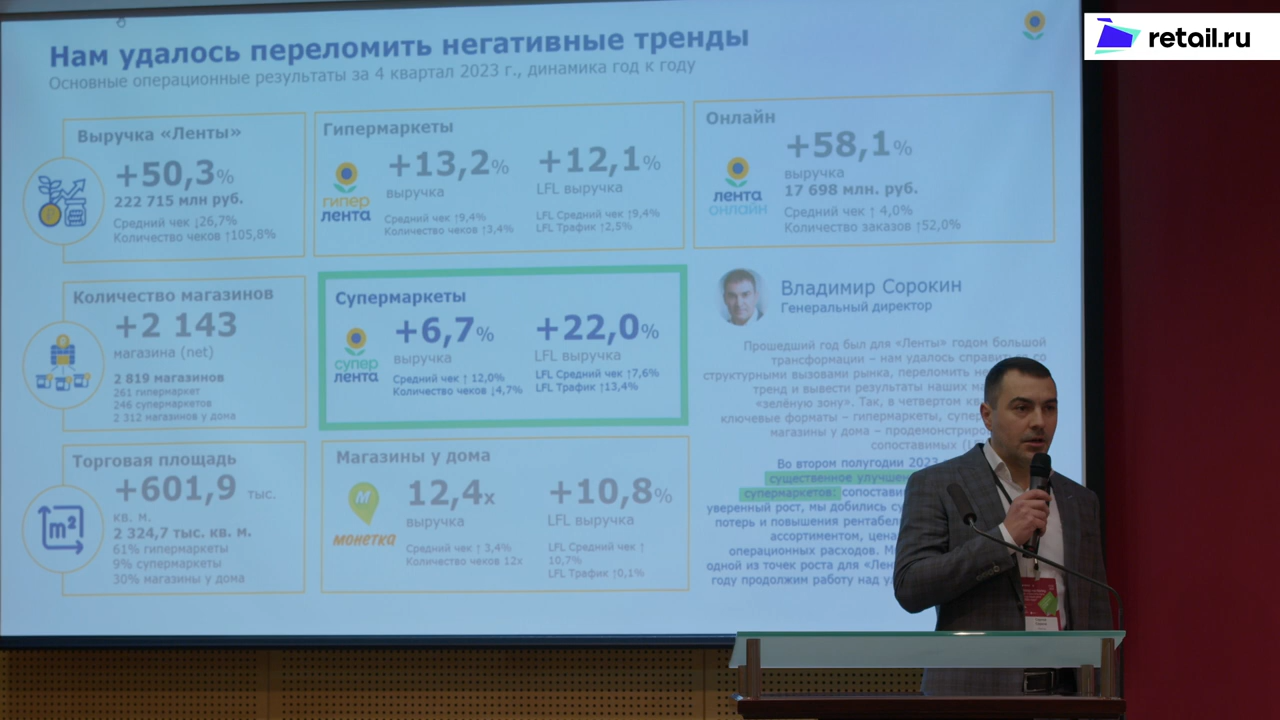 retail.ru
Нам удалось переломить негативные тренды
Основные операционные результаты за 4 квартал 2023 г., динамика год к году
Выручка «Ленты»
+50,3%
222 715 млн руб.
Средний чек ↓26,7%
Количество чеков ↑105,8%
Гипермаркеты
гипер
лента
+13,2%
выручка
Средний чек ↑9,4%
Количество чеков ↑3,4%
+12,1%
LFL выручка
LFL Средний чек ↑9,4%
LFL Трафик ↑2,5%
Онлайн
лента
онлайн
+58,1%
выручка
17 698 млн. руб.
Средний чек ↑ 4,0%
Количество заказов ↑52,0%
Количество магазинов
+2 143
магазина (net)
2 819 магазинов
261 гипермаркет
246 супермаркетов
2 312 магазинов у дома
Супермаркеты
супер
лента
+6,7%
выручка
Средний чек ↑ 12,0%
Количество чеков ↓4,7%
+22,0%
LFL выручка
LFL Средний чек ↑7,6%
LFL Трафик ↑13,4%
Владимир Сорокин
Генеральный директор
Прошедший год был для «Ленты» годом большой
трансформации – нам удалось справиться со
структурными вызовами рынка, переломить
тренд и вывести результаты наших
«зелёную зону». Так, в четвертом
ключевые форматы – гипермаркеты,
магазины у дома –
сопоставимых
Во втором полугодии 2023
существенное
супермаркетов:
уверенный рост, мы добились
потерь и повышения
ассортиментом,
операционных расходов.
одной из точек роста для
году продолжим работу над
Торговая площадь
+601,9 тыс.
кв. м.
2 324,7 тыс. кв. м.
61% гипермаркеты
9% супермаркеты
30% магазины у дома
m²
Магазины у дома
М
монетка
12,4х
выручка
Средний чек ↑ 3,4%
Количество чеков 12х
+10,8%
LFL выручка
LFL Средний чек ↑
10,7%
LFL Трафик ↑0,1%